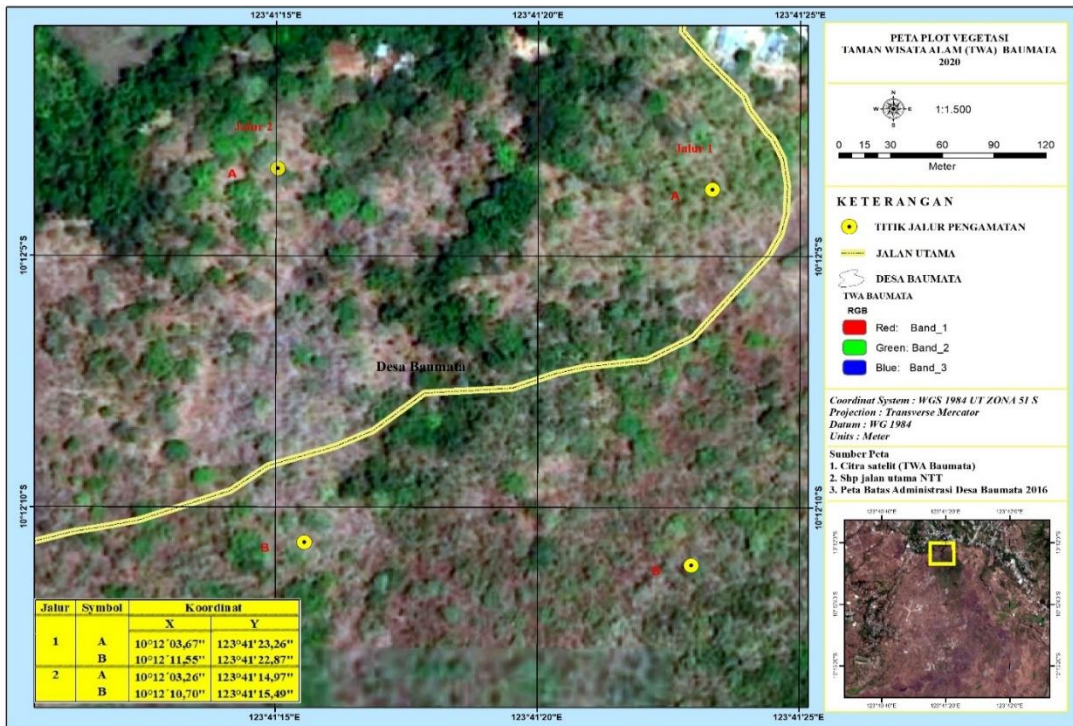 123°41'15"E 123°41'20"E 123°41'25"E
Jalur 2
Jalur 1
A
A
10°12'5"S
10°12'5"S
Desa Baumata
10°12'10"S
10°12'10"S
B
B
Jalur Symbol Koordinat
X Y
1 A 10°12'03,67" 123°41'23,26"
B 10°12'11,55" 123°41'22,87"
2 A 10°12'03,26" 123°41'14,97"
B 10°12'10,70" 123°41'15,49"
123°41'15"E 123°41'20"E 123°41'25"E
PETA PLOT VEGETASI
TAMAN WISATA ALAM (TWA) BAUMATA
2020
N
W E
S
1:1.500
0 15 30 60 90 120
Meter
KETERANGAN
TITIK JALUR PENGAMATAN
JALAN UTAMA
DESA BAUMATA
TWA BAUMATA
RGB
Red: Band_1
Green: Band_2
Blue: Band_3
Coordinat System : WGS 1984 UT ZONA 51 S
Projection : Transverse Mercator
Datum : WG 1984
Units : Meter
Sumber Peta
1. Citra satelit (TWA Baumata)
2. Shp jalan utama NTT
3. Peta Batas Administrasi Desa Baumata 2016